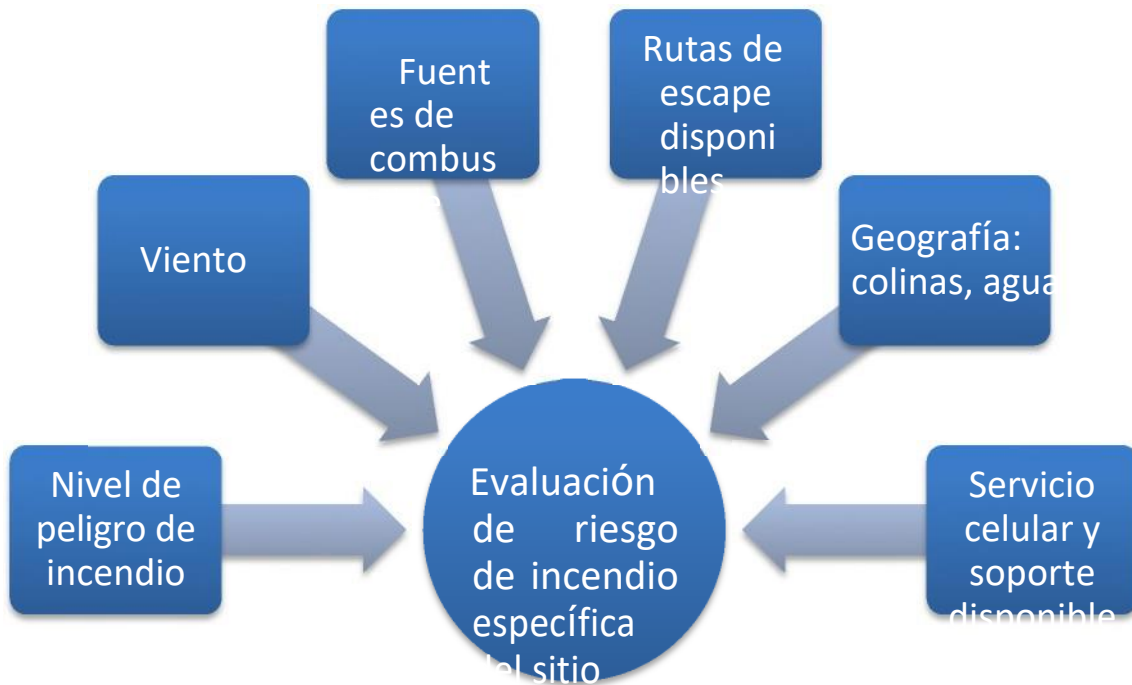 Nivel de
peligro de
incendio
Viento
Fuent
es de
combus
Rutas de
escape
disponi
bles
Geografía:
colinas, agua
Servicio
celular y
soporte
disponible
Evaluación
de riesgo
de incendio
específica
del sitio